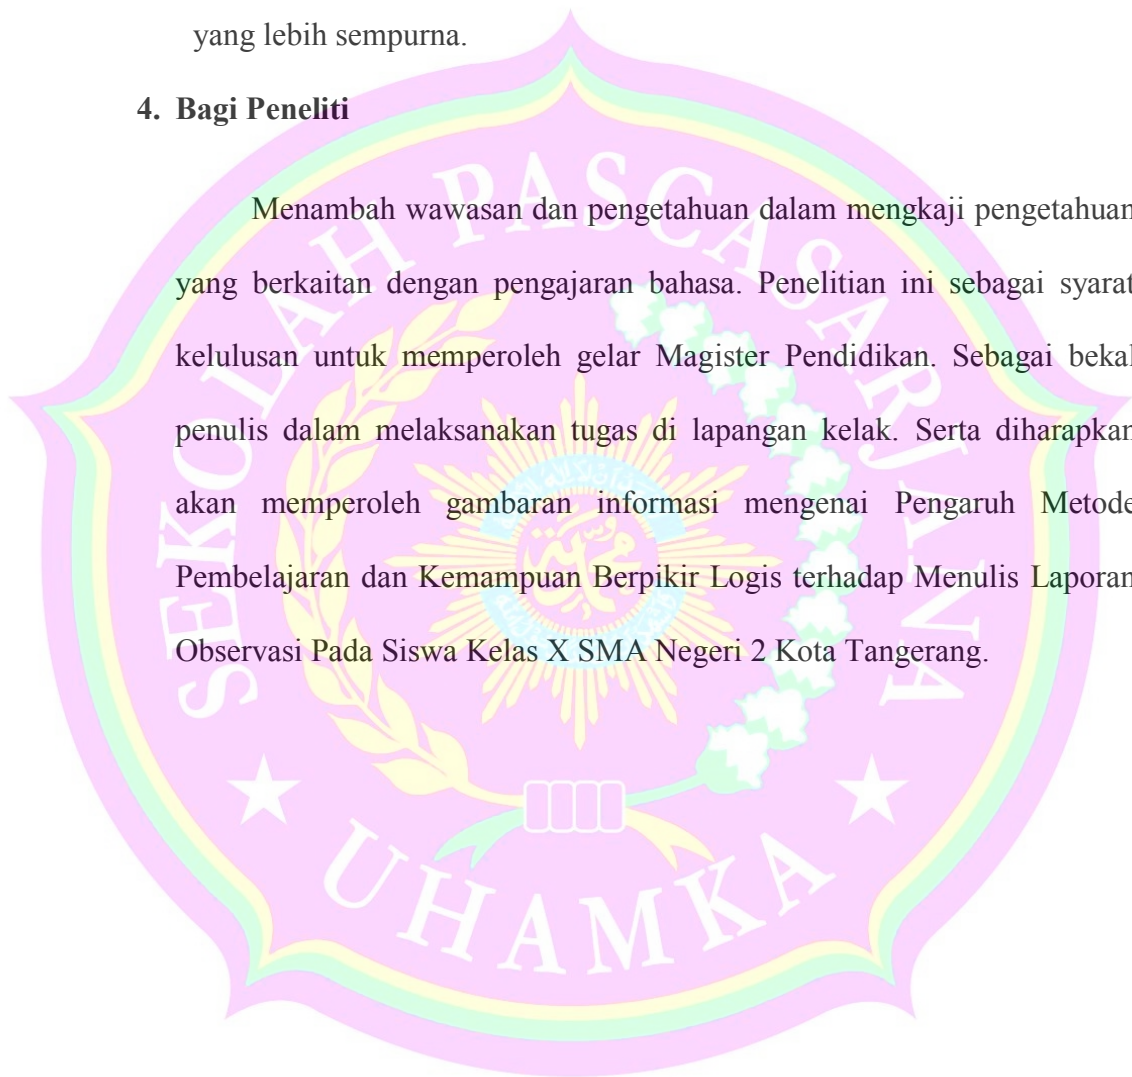 yang lebih sempurna.
4. Bagi Peneliti
Menambah wawasan dan pengetahuan dalam mengkaji pengetahuan
yang berkaitan dengan pengajaran bahasa. Penelitian ini sebagai syarat
kelulusan untuk memperoleh gelar Magister Pendidikan. Sebagai bekal
penulis dalam melaksanakan tugas di lapangan kelak. Serta diharapkan
akan memperoleh gambaran informasi mengenai Pengaruh Metode
Pembelajaran dan Kemampuan Berpikir Logis terhadap Menulis Laporan
Observasi Pada Siswa Kelas X SMA Negeri 2 Kota Tangerang.
SEKOLAH PASCASARJANA
UHAMKA